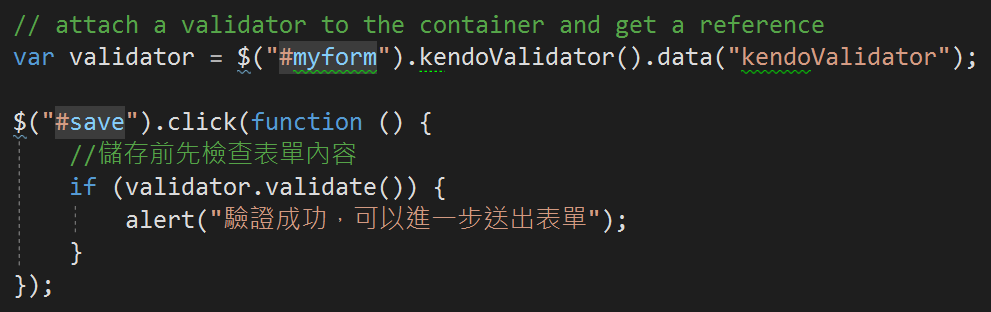 // attach a validator to the container and get a reference
var validator = $("#myform").kendoValidator().data("kendoValidator");
$("#save").click(function () {
//儲存前先檢查表單內容
if (validator.validate()) {
alert("驗證成功，可以進一步送出表單");
}
});